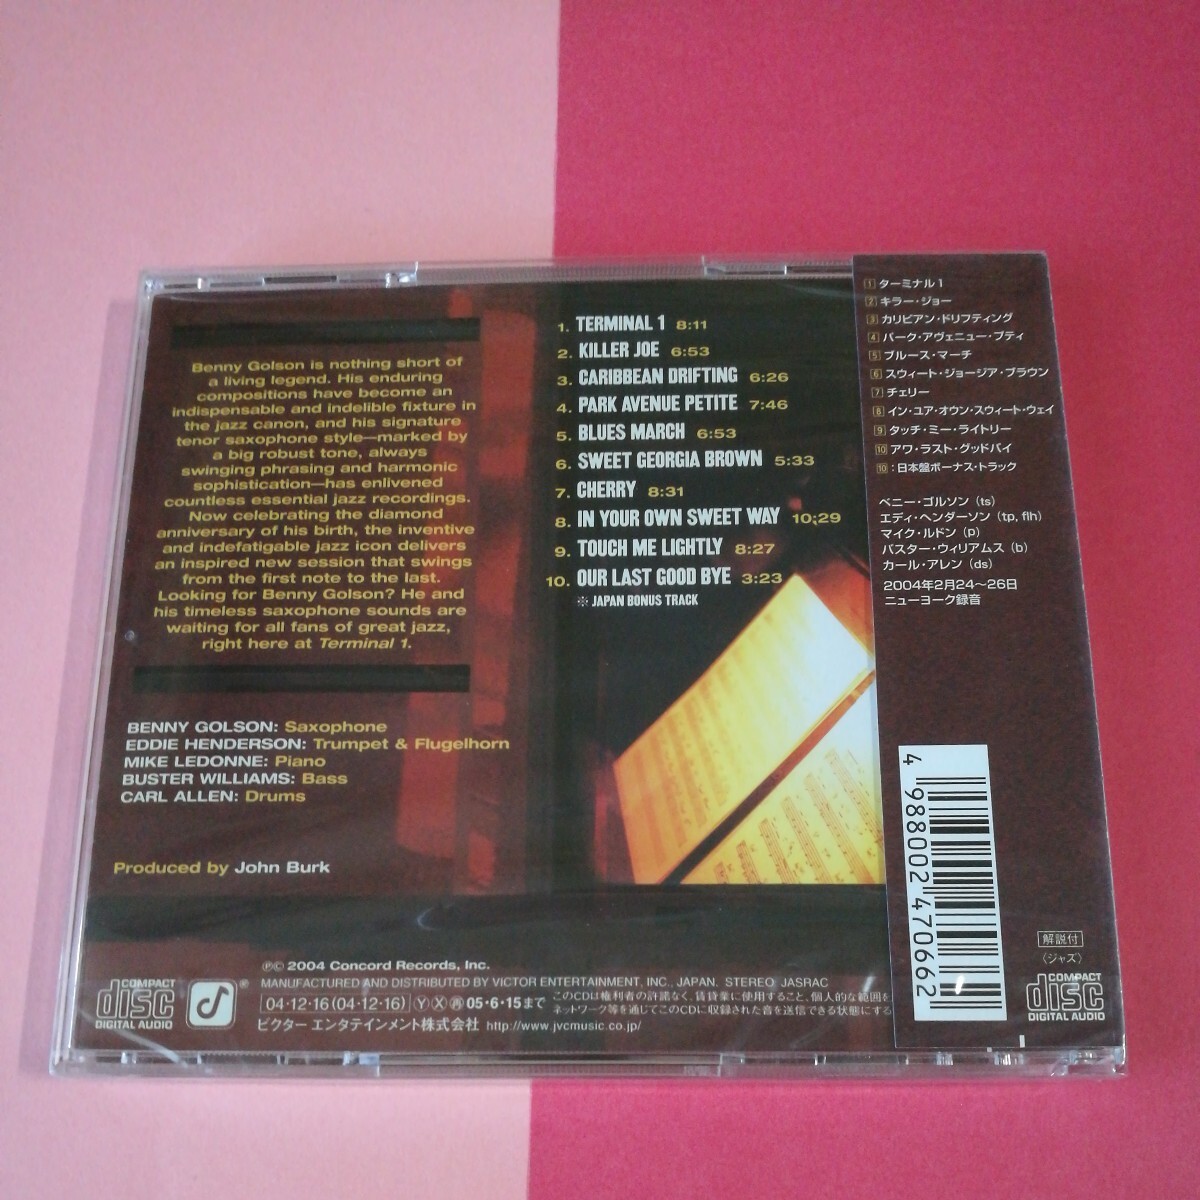 Benny Golson is nothing short of
a living legend. His enduring
compositions have become an
indispensable and indelible fixture in
the jazz canon, and his signature
tenor saxophone style—marked by
a big robust tone, always
swinging phrasing and harmonic
sophistication—has enlivened
countless essential jazz recordings.
Now celebrating the diamond
anniversary of his birth, the inventive
and indefatigable jazz icon delivers
an inspired new session that swings
from the first note to the last.
Looking for Benny Golson? He and
his timeless saxophone sounds are
waiting for all fans of great jazz,
right here at Terminal 1.
BENNY GOLSON: Saxophone
EDDIE HENDERSON: Trumpet & Flugelhorn
MIKE LEDONNE: Piano
BUSTER WILLIAMS: Bass
CARL ALLEN: Drums
Produced by John Burk
1. TERMINAL 1 8:11
2. KILLER JOE 6:53
3. CARIBBEAN DRIFTING 6:26
4. PARK AVENUE PETITE 7:46
5. BLUES MARCH 6:53
6. SWEET GEORGIA BROWN 5:33
7. CHERRY 8:31
8. IN YOUR OWN SWEET WAY 10;29
9. TOUCH ME LIGHTLY 8:27
10. OUR LAST GOOD BYE 3:23
※ JAPAN BONUS TRACK
1 ターミナル1
2 キラー・ジョー
3 カリビアン・ドリフティング
4 パーク・アヴェニュー・プティ
5 ブルース・マーチ
6 スウィート・ジョージア・ブラウン
7 チェリー
8 イン・ユア・オウン・スウィート・ウェイ
9 タッチ・ミー・ライトリー
10 アワ・ラスト・グッドバイ
10:日本盤ボーナス・トラック
ベニー・ゴルソン(ts)
エディ・ヘンダーソン(tp, flh)
マイク・ルドン(p)
バスター・ウィリアムス(b)
カール・アレン(ds)
2004年2月24~26日
ニューヨーク録音
4 988002 470662
解説付
〈ジャズ〉
COMPACT
disc
DIGITAL AUDIO
℗© 2004 Concord Records, Inc.
MANUFACTURED AND DISTRIBUTED BY VICTOR ENTERTAINMENT, INC., JAPAN. STEREO JASRAC
COMPACT
disc
DIGITAL AUDIO
®
04・12・16(04・12・16) Ⓨ Ⓧ ㋬05・6・15まで
このCDは権利者の許諾なく、賃貸業に使用すること、個人的な範囲を
ネットワーク等を通じてこのCDに収録された音を送信できる状態にする
ビクター エンタテインメント株式会社 http://www.jvcmusic.co.jp/